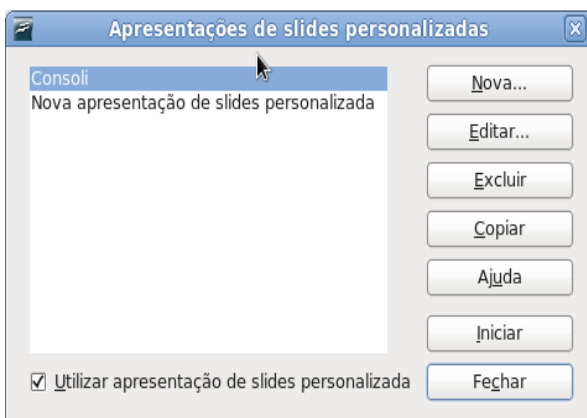 Apresentações de slides personalizadas
Consoli
Nova apresentação de slides personalizada
Nova...
Editar...
Excluir
Copiar
Ajuda
Iniciar
Utilizar apresentação de slides personalizada
Fechar